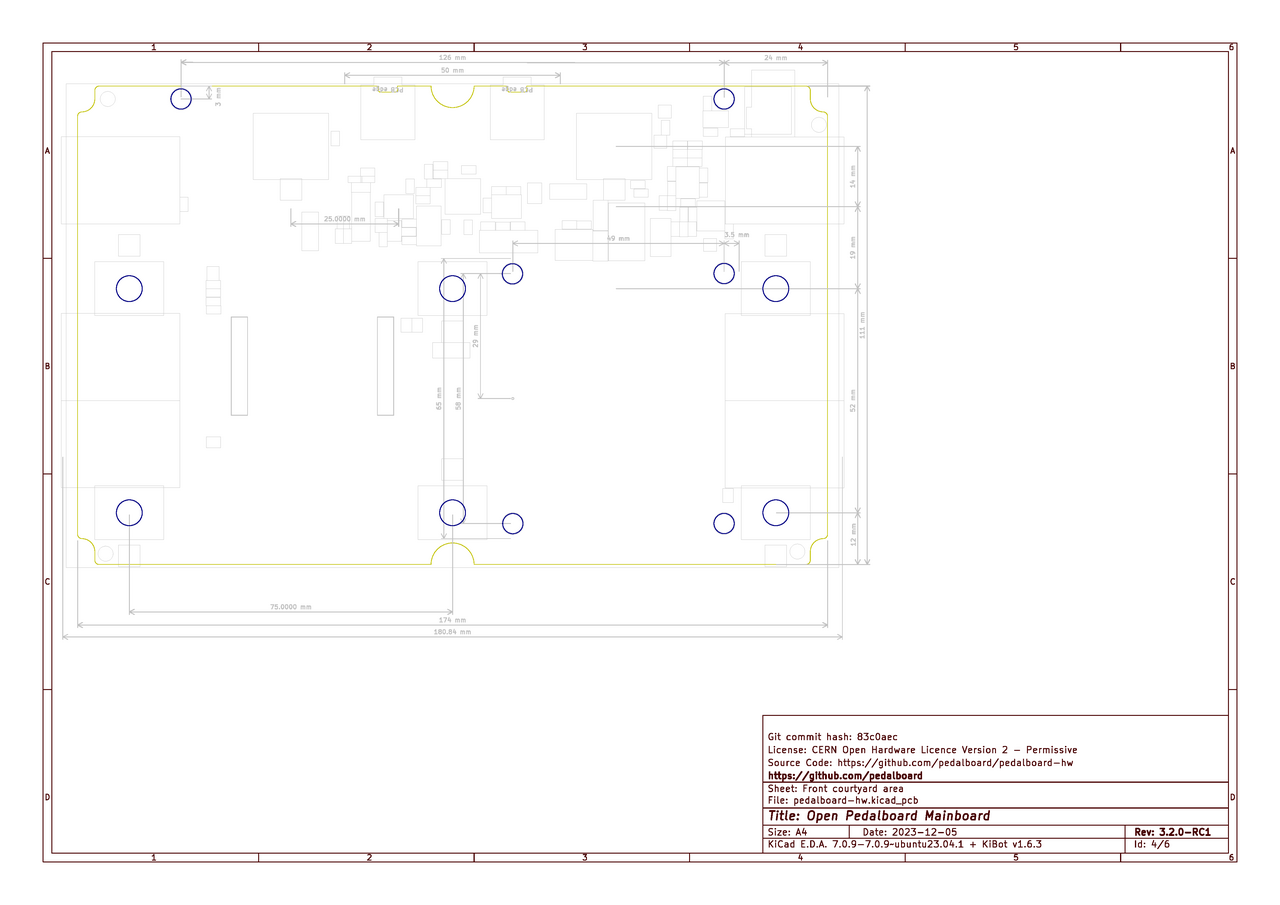 1 2 3 4 5 6
126 mm 24 mm
50 mm
PCB edge PCB edge
3 mm
A A
14 mm
25.0000 mm
49 mm 3.5 mm
19 mm
111 mm
29 mm
B B
65 mm 58 mm 52 mm
12 mm
C C
75.0000 mm
174 mm
180.84 mm
Git commit hash: 83c0aec
License: CERN Open Hardware Licence Version 2 - Permissive
Source Code: https://github.com/pedalboard/pedalboard-hw
https://github.com/pedalboard
Sheet: Front courtyard area
D D
File: pedalboard-hw.kicad_pcb
Title: Open Pedalboard Mainboard
Size: A4 Date: 2023-12-05 Rev: 3.2.0-RC1
KiCad E.D.A. 7.0.9-7.0.9~ubuntu23.04.1 + KiBot v1.6.3 Id: 4/6
1 2 3 4 5 6